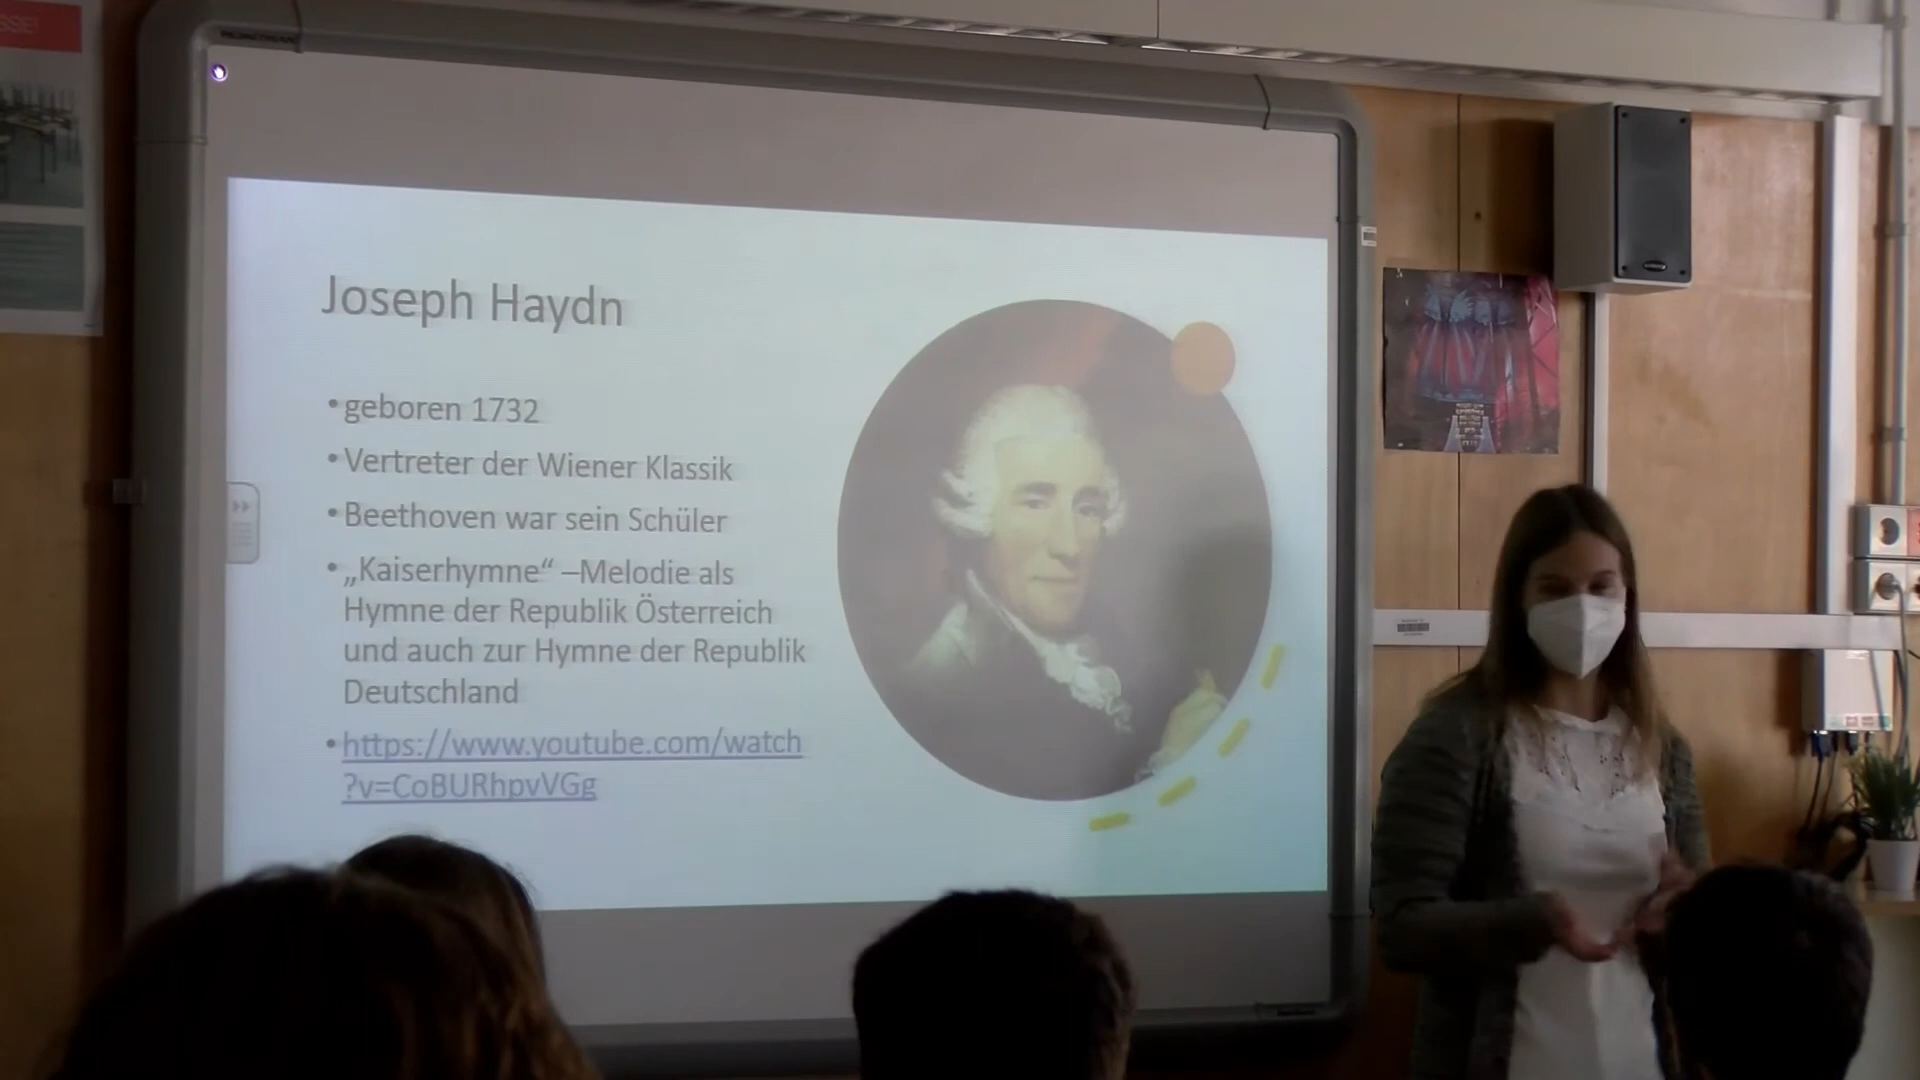 SSE!
Joseph Haydn
•geboren 1732
•Vertreter der Wiener Klassik
•Beethoven war sein Schüler
•„Kaiserhymne“ –Melodie als
Hymne der Republik Österreich
und auch zur Hymne der Republik
Deutschland
•https://www.youtube.com/watch
?v=CoBURhpvVGg